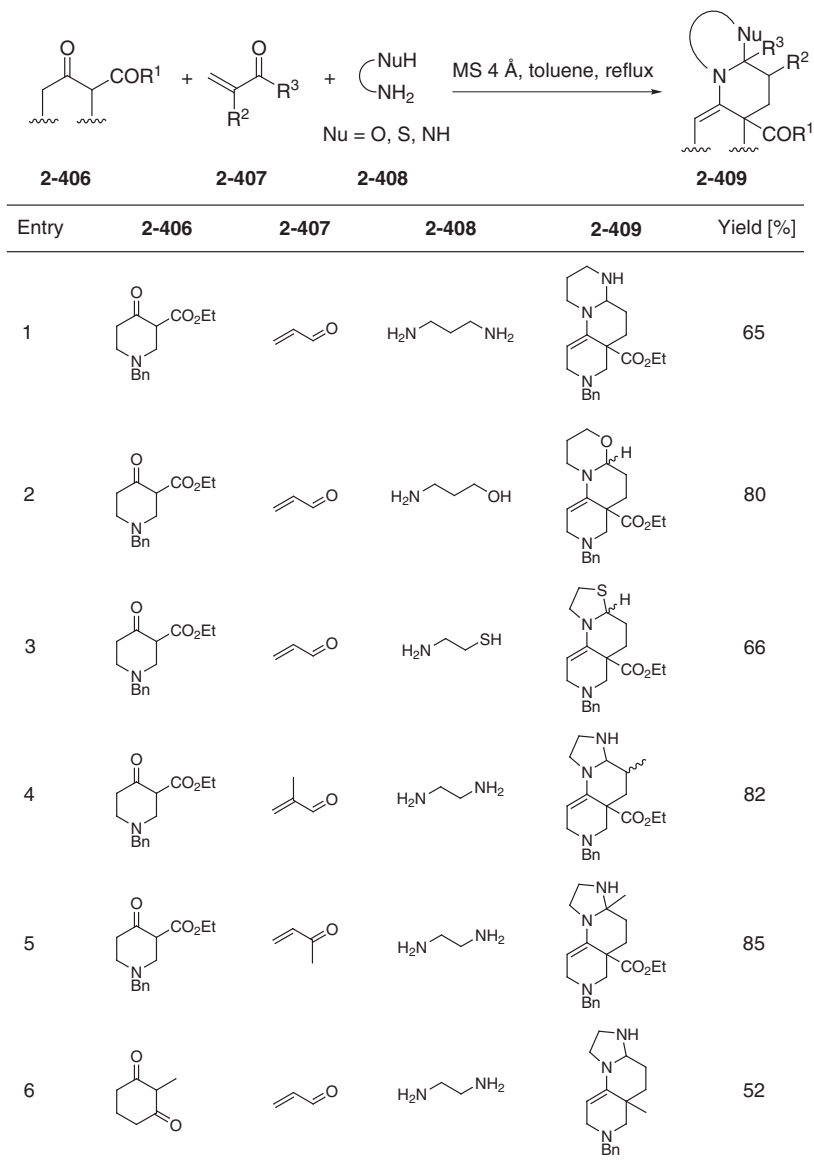 O O NuH Nu
COR¹ + R³ + MS 4 Å, toluene, reflux R³
R² NH₂ N R²
Nu = O, S, NH COR¹
2-406 2-407 2-408 2-409
Entry 2-406 2-407 2-408 2-409 Yield [%]
O NH
CO₂Et N
1 O H₂N NH₂ 65
N CO₂Et
Bn N
Bn
O O H
CO₂Et N
2 O H₂N OH 80
N CO₂Et
Bn N
Bn
O S H
CO₂Et SH N
3 O H₂N 66
N CO₂Et
Bn N
Bn
O NH
CO₂Et NH₂ N
4 O H₂N 82
N CO₂Et
Bn N
Bn
O NH
CO₂Et NH₂ N
5 O H₂N 85
N CO₂Et
Bn N
Bn
O NH
NH₂ N
6 O H₂N 52
O N
Bn